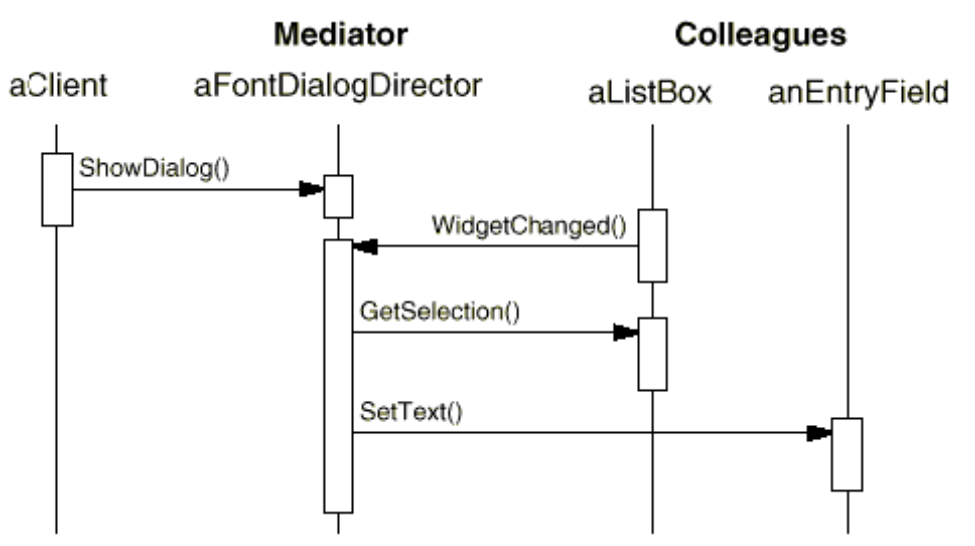 Mediator
Colleagues
aClient
aFontDialogDirector
aListBox
anEntryField
ShowDialog()
WidgetChanged()
GetSelection()
SetText()